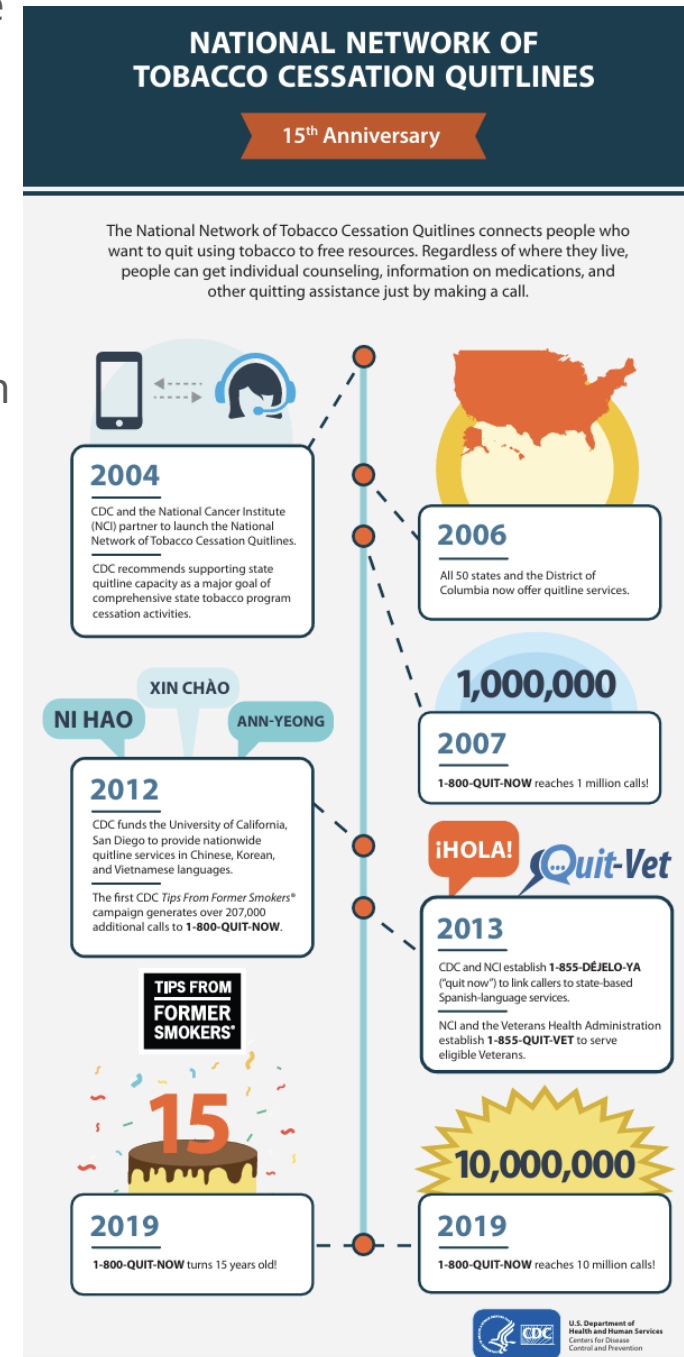 e
n
NATIONAL NETWORK OF
TOBACCO CESSATION QUITLINES
15th Anniversary
The National Network of Tobacco Cessation Quitlines connects people who
want to quit using tobacco to free resources. Regardless of where they live,
people can get individual counseling, information on medications, and
other quitting assistance just by making a call.
2004
CDC and the National Cancer Institute
(NCI) partner to launch the National
Network of Tobacco Cessation Quitlines.
CDC recommends supporting state
quitline capacity as a major goal of
comprehensive state tobacco program
cessation activities.
2006
All 50 states and the District of
Columbia now offer quitline services.
1,000,000
2007
1-800-QUIT-NOW reaches 1 million calls!
NI HAO
XIN CHÀO
ANN-YEONG
2012
CDC funds the University of California,
San Diego to provide nationwide
quitline services in Chinese, Korean,
and Vietnamese languages.
The first CDC Tips From Former Smokers®
campaign generates over 207,000
additional calls to 1-800-QUIT-NOW.
¡HOLA!
Quit-Vet
2013
CDC and NCI establish 1-855-DÉJELO-YA
("quit now") to link callers to state-based
Spanish-language services.
NCI and the Veterans Health Administration
establish 1-855-QUIT-VET to serve
eligible Veterans.
TIPS FROM
FORMER
SMOKERS®
15
2019
1-800-QUIT-NOW turns 15 years old!
10,000,000
2019
1-800-QUIT-NOW reaches 10 million calls!
CDC
U.S. Department of
Health and Human Services
Centers for Disease
Control and Prevention